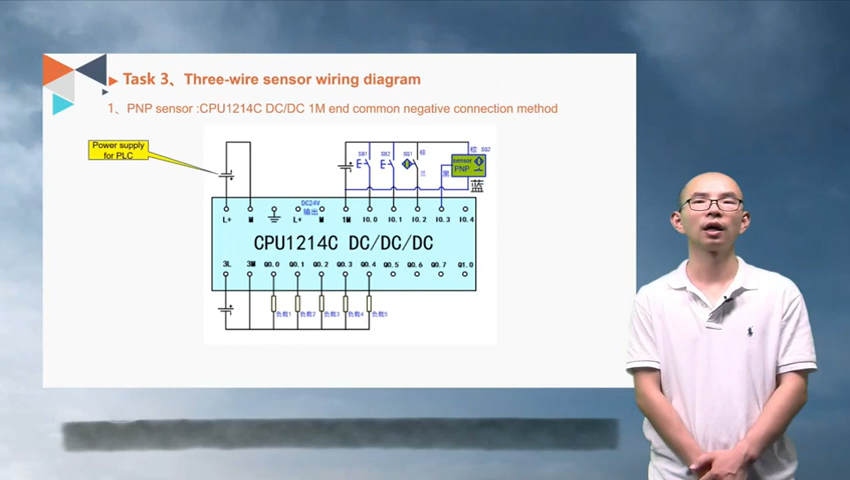 Task 3、Three-wire sensor wiring diagram
1、PNP sensor :CPU1214C DC/DC 1M end common negative connection method
Power supply
for PLC
SB1 SB2 SQ1 棕 棕 SQ2
sensor
PNP
兰 黑
蓝
DC24V
输出
L+ M L+ M 1M I0.0 I0.1 I0.2 I0.3 I0.4
CPU1214C DC/DC/DC
3L 3M Q0.0 Q0.1 Q0.2 Q0.3 Q0.4 Q0.5 Q0.6 Q0.7 Q1.0
负载1 负载2 负载3 负载4 负载5